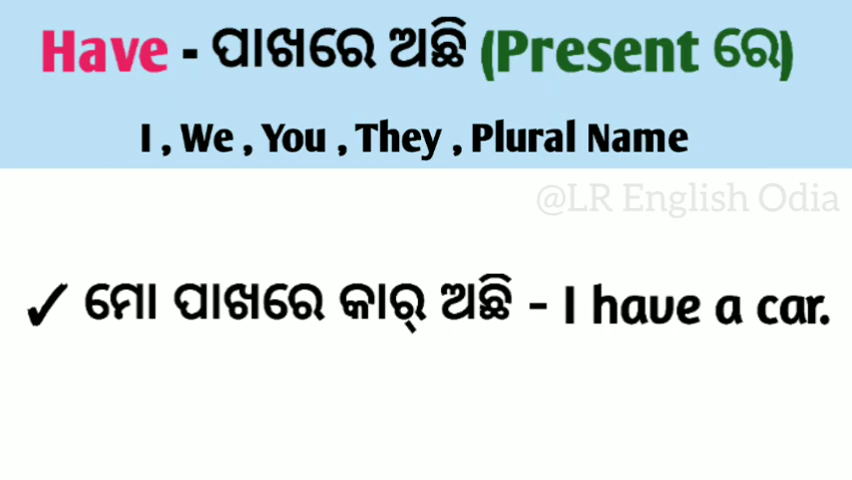 Have - ପାଖରେ ଅଛି (Present ରେ)
I , We , You , They , Plural Name
@LR English Odia
✓ ମୋ ପାଖରେ କାର୍ ଅଛି - I have a car.